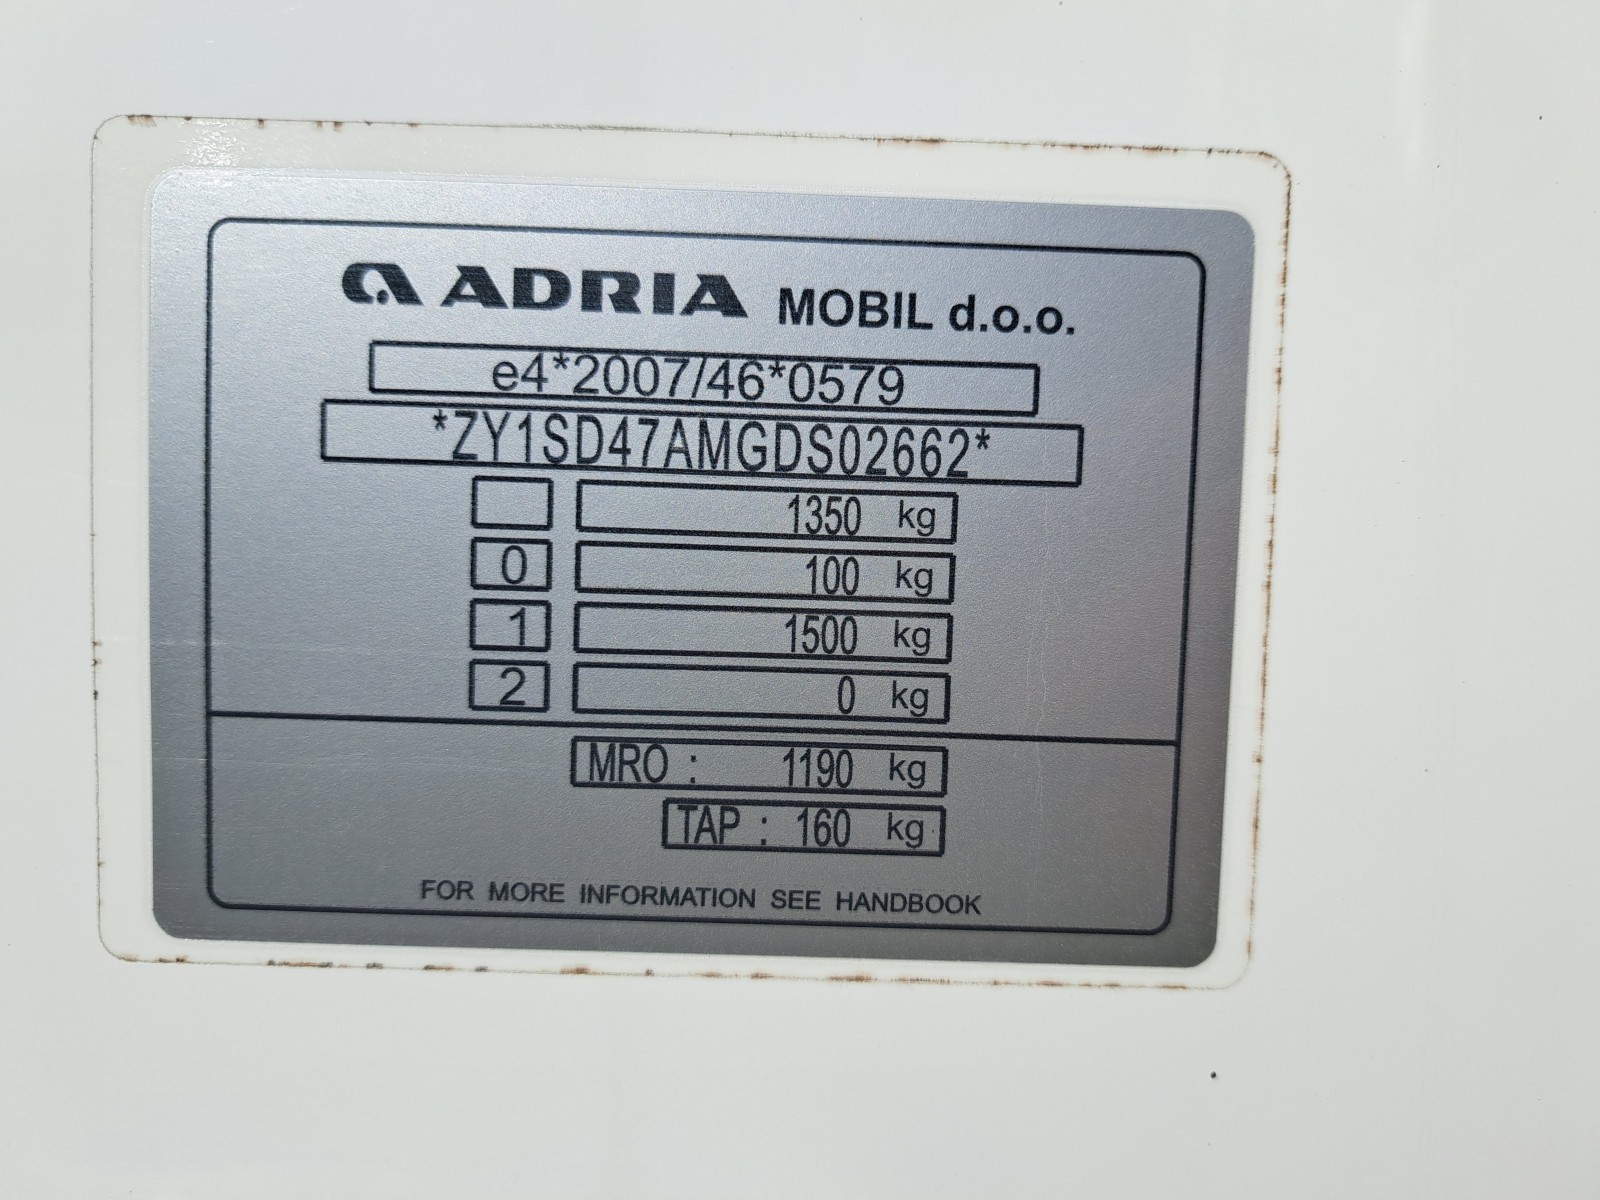 ADRIA MOBIL d.o.o.
e4*2007/46*0579
*ZY1SD47AMGDS02662*
1350 kg
0 100 kg
1 1500 kg
2 0 kg
MRO : 1190 kg
TAP : 160 kg
FOR MORE INFORMATION SEE HANDBOOK